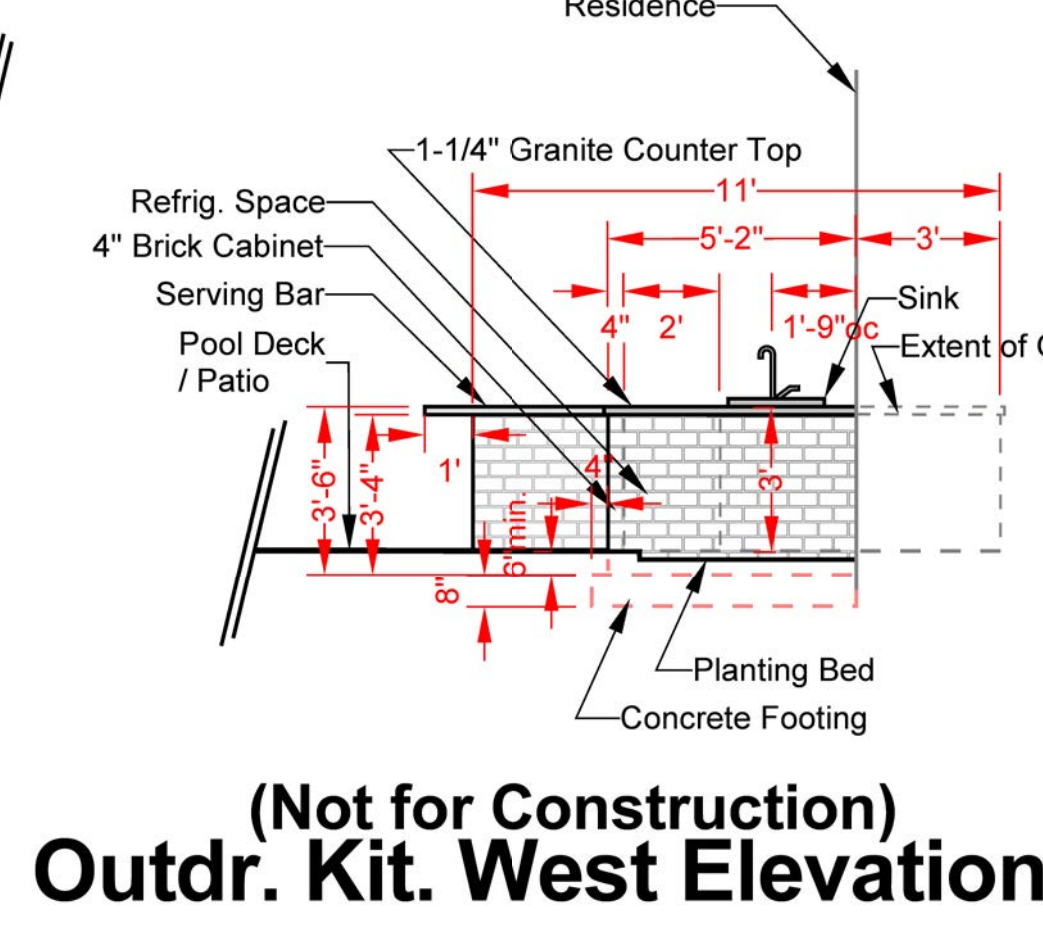 Residence
1-1/4" Granite Counter Top
11'
Refrig. Space
5'-2"
3'
4" Brick Cabinet
Serving Bar
Sink
4"
2'
1'-9"oc
Pool Deck
/ Patio
Extent of
1'
4"
3'
3'-6"
3'-4"
6"min.
8"
Planting Bed
Concrete Footing
(Not for Construction)
Outdr. Kit. West Elevation